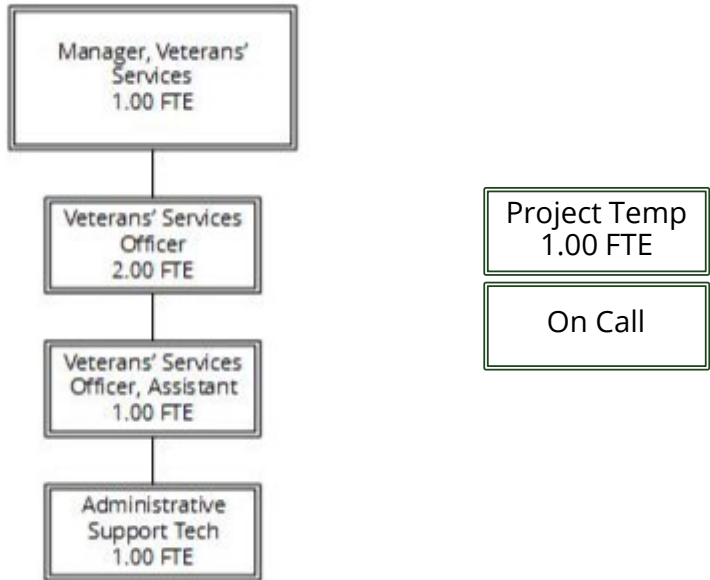 Manager, Veterans’
Services
1.00 FTE
Veterans’ Services
Officer
2.00 FTE
Veterans’ Services
Officer, Assistant
1.00 FTE
Administrative
Support Tech
1.00 FTE
Project Temp
1.00 FTE
On Call